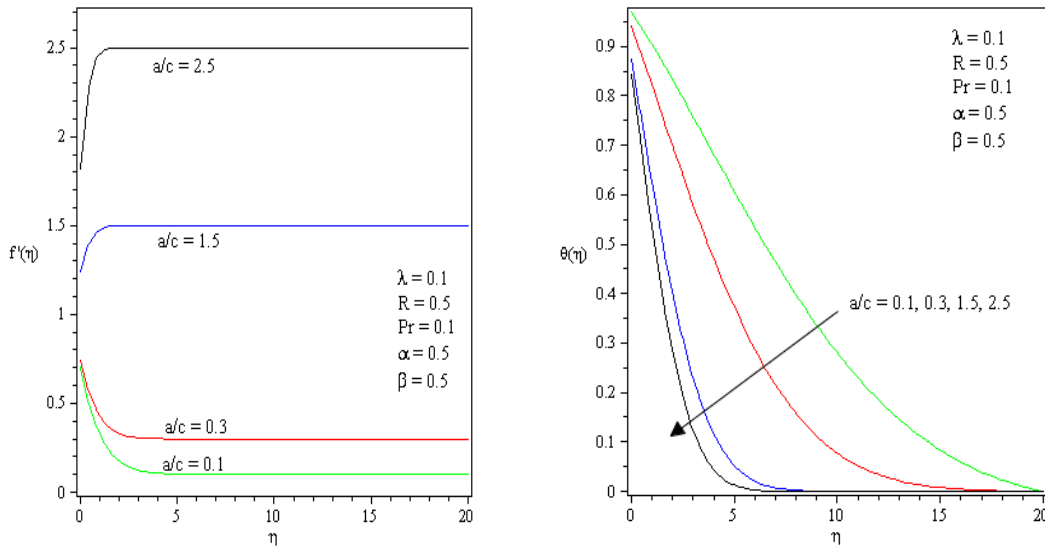 2.5
a/c = 2.5
2
1.5
a/c = 1.5
f'(η)
λ = 0.1
R = 0.5
Pr = 0.1
α = 0.5
β = 0.5
1
0.5
a/c = 0.3
a/c = 0.1
0
0 5 10 15 20
η
0.9
0.8
0.7
0.6
0.5
θ(η)
0.4
0.3
0.2
0.1
0
λ = 0.1
R = 0.5
Pr = 0.1
α = 0.5
β = 0.5
a/c = 0.1, 0.3, 1.5, 2.5
0 5 10 15 20
η